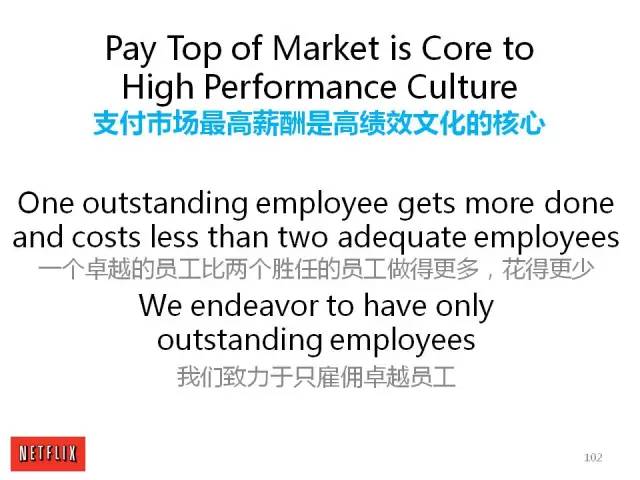 Pay Top of Market is Core to
High Performance Culture
支付市场最高薪酬是高绩效文化的核心
One outstanding employee gets more done
and costs less than two adequate employees
一个卓越的员工比两个胜任的员工做得更多，花得更少
We endeavor to have only
outstanding employees
我们致力于只雇佣卓越员工
NETFLIX
102